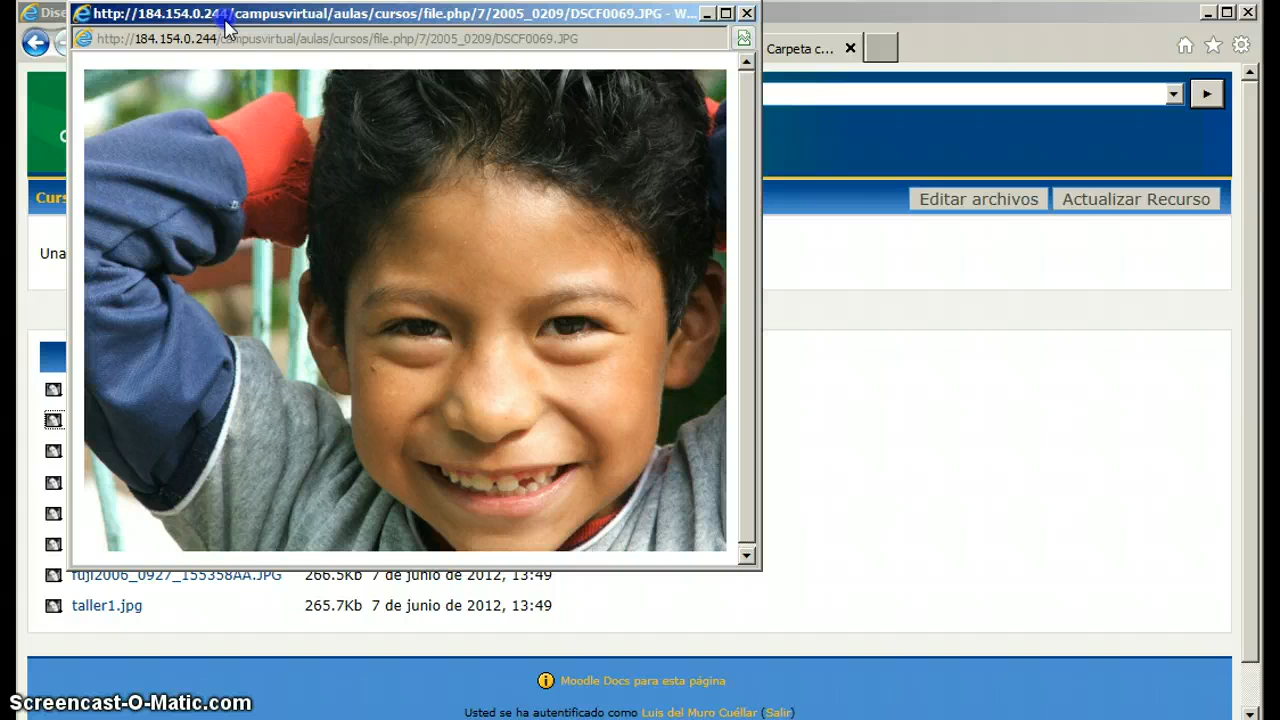 Dise
http://184.154.0.244/campusvirtual/aulas/cursos/file.php/7/2005_0209/DSCF0069.JPG - W...
http://184.154.0.244/campusvirtual/aulas/cursos/file.php/7/2005_0209/DSCF0069.JPG
Carpeta c...
Curs
Editar archivos
Actualizar Recurso
Una
fuji2006_0927_155358AA.JPG 266.5Kb 7 de junio de 2012, 13:49
taller1.jpg 265.7Kb 7 de junio de 2012, 13:49
Moodle Docs para esta página
Usted se ha autentificado como Luis del Muro Cuéllar (Salir)
Screencast-O-Matic.com